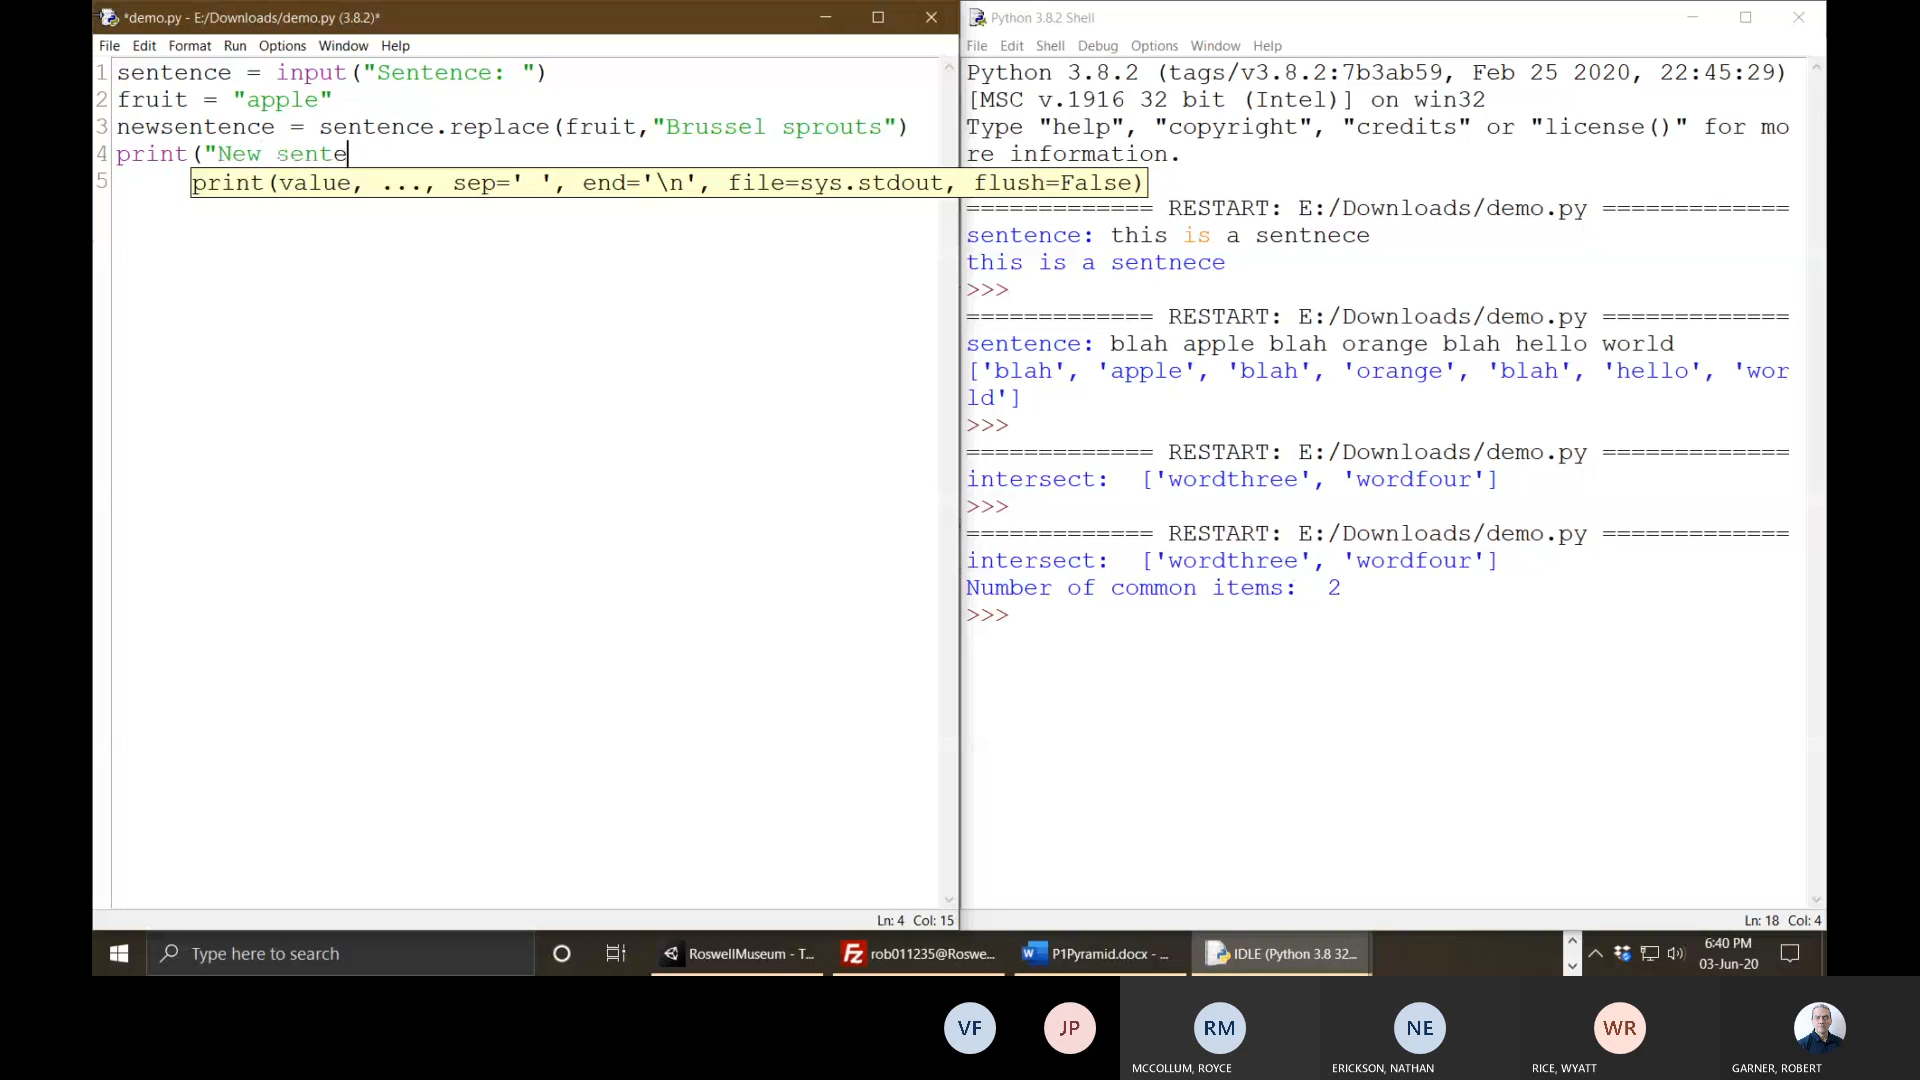 *demo.py - E:/Downloads/demo.py (3.8.2)*
File Edit Format Run Options Window Help
1 sentence = input("Sentence: ")
2 fruit = "apple"
3 newsentence = sentence.replace(fruit,"Brussel sprouts")
4 print("New sente
5
print(value, ..., sep=' ', end='\n', file=sys.stdout, flush=False)
Ln: 4 Col: 15
Python 3.8.2 Shell
File Edit Shell Debug Options Window Help
Python 3.8.2 (tags/v3.8.2:7b3ab59, Feb 25 2020, 22:45:29)
[MSC v.1916 32 bit (Intel)] on win32
Type "help", "copyright", "credits" or "license()" for mo
re information.
============= RESTART: E:/Downloads/demo.py =============
sentence: this is a sentnece
this is a sentnece
>>>
============= RESTART: E:/Downloads/demo.py =============
sentence: blah apple blah orange blah hello world
['blah', 'apple', 'blah', 'orange', 'blah', 'hello', 'wor
ld']
>>>
============= RESTART: E:/Downloads/demo.py =============
intersect:  ['wordthree', 'wordfour']
>>>
============= RESTART: E:/Downloads/demo.py =============
intersect:  ['wordthree', 'wordfour']
Number of common items:  2
>>>
Ln: 18 Col: 4
Type here to search
RoswellMuseum - T...
rob011235@Roswe...
P1Pyramid.docx - ...
IDLE (Python 3.8 32...
6:40 PM
03-Jun-20
VF
JP
RM
MCCOLLUM, ROYCE
NE
ERICKSON, NATHAN
WR
RICE, WYATT
GARNER, ROBERT